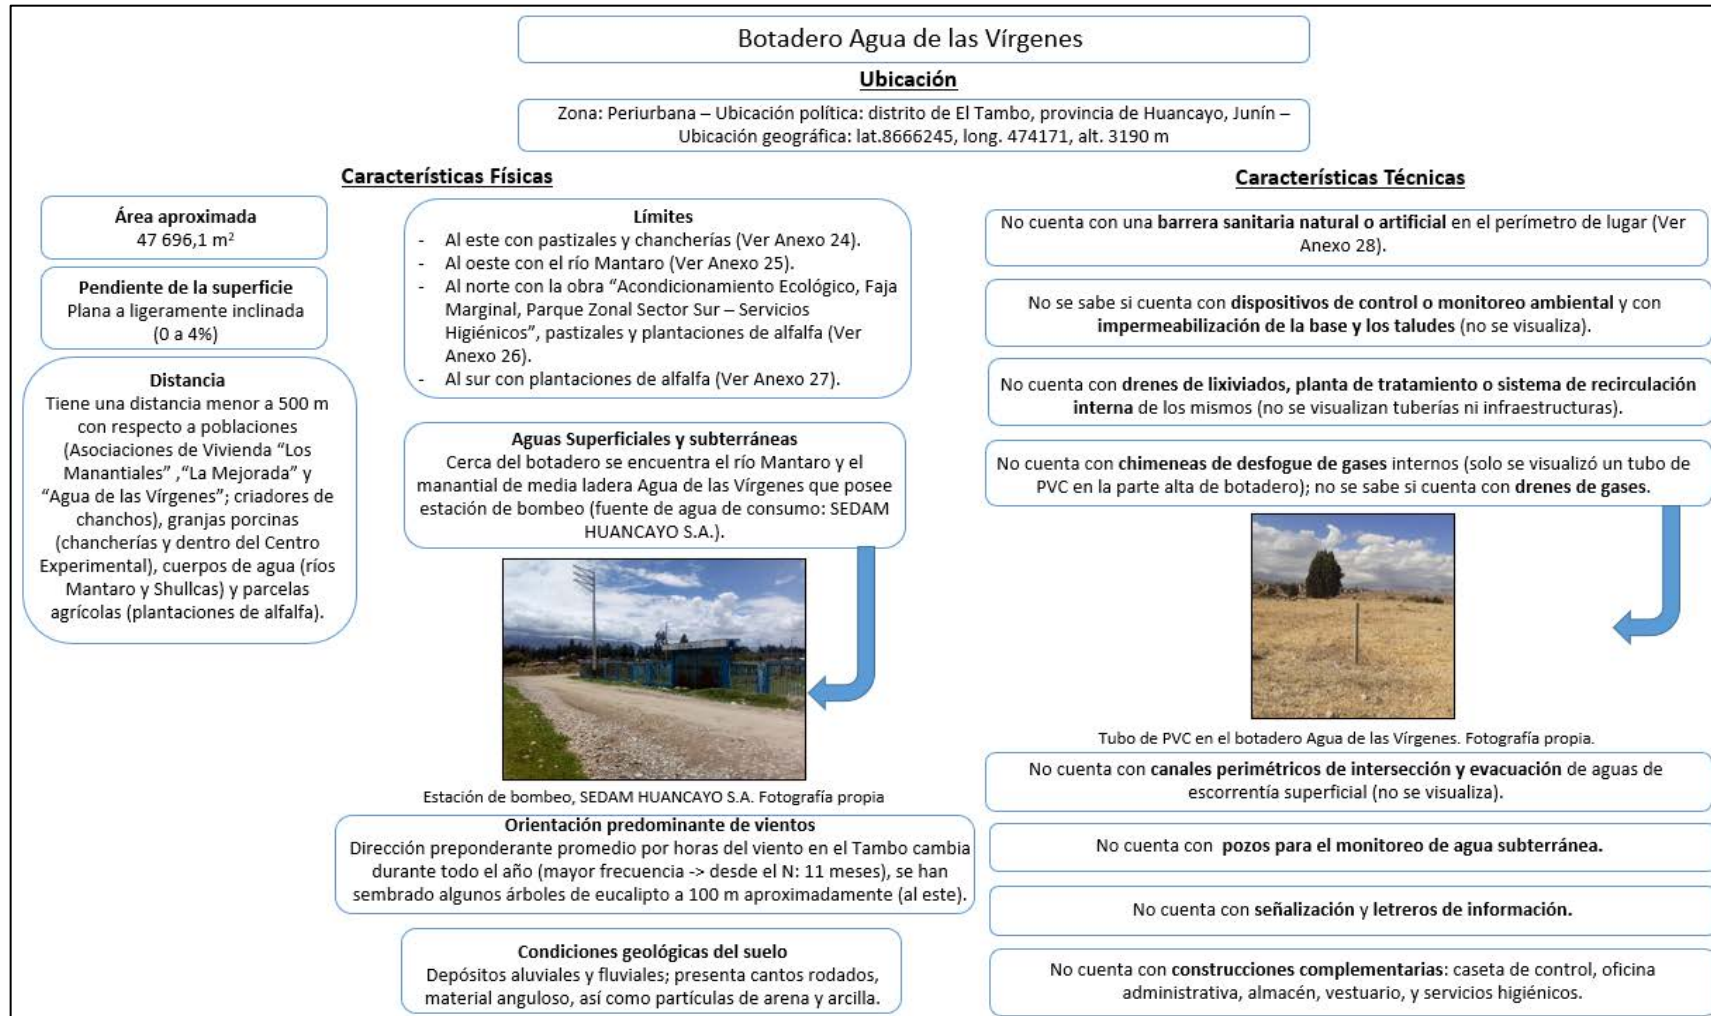 Botadero Agua de las Vírgenes
Ubicación
Zona: Periurbana – Ubicación política: distrito de El Tambo, provincia de Huancayo, Junín –
Ubicación geográfica: lat.8666245, long. 474171, alt. 3190 m
Características Físicas
Área aproximada
47 696,1 m²
Pendiente de la superficie
Plana a ligeramente inclinada
(0 a 4%)
Distancia
Tiene una distancia menor a 500 m
con respecto a poblaciones
(Asociaciones de Vivienda “Los
Manantiales” ,“La Mejorada” y
“Agua de las Vírgenes”; criadores de
chanchos), granjas porcinas
(chancherías y dentro del Centro
Experimental), cuerpos de agua (ríos
Mantaro y Shullcas) y parcelas
agrícolas (plantaciones de alfalfa).
Límites
- Al este con pastizales y chancherías (Ver Anexo 24).
- Al oeste con el río Mantaro (Ver Anexo 25).
- Al norte con la obra “Acondicionamiento Ecológico, Faja
Marginal, Parque Zonal Sector Sur – Servicios
Higiénicos”, pastizales y plantaciones de alfalfa (Ver
Anexo 26).
- Al sur con plantaciones de alfalfa (Ver Anexo 27).
Aguas Superficiales y subterráneas
Cerca del botadero se encuentra el río Mantaro y el
manantial de media ladera Agua de las Vírgenes que posee
estación de bombeo (fuente de agua de consumo: SEDAM
HUANCAYO S.A.).
Estación de bombeo, SEDAM HUANCAYO S.A. Fotografía propia
Orientación predominante de vientos
Dirección preponderante promedio por horas del viento en el Tambo cambia
durante todo el año (mayor frecuencia -> desde el N: 11 meses), se han
sembrado algunos árboles de eucalipto a 100 m aproximadamente (al este).
Condiciones geológicas del suelo
Depósitos aluviales y fluviales; presenta cantos rodados,
material anguloso, así como partículas de arena y arcilla.
Características Técnicas
No cuenta con una barrera sanitaria natural o artificial en el perímetro de lugar (Ver
Anexo 28).
No se sabe si cuenta con dispositivos de control o monitoreo ambiental y con
impermeabilización de la base y los taludes (no se visualiza).
No cuenta con drenes de lixiviados, planta de tratamiento o sistema de recirculación
interna de los mismos (no se visualizan tuberías ni infraestructuras).
No cuenta con chimeneas de desfogue de gases internos (solo se visualizó un tubo de
PVC en la parte alta de botadero); no se sabe si cuenta con drenes de gases.
Tubo de PVC en el botadero Agua de las Vírgenes. Fotografía propia.
No cuenta con canales perimétricos de intersección y evacuación de aguas de
escorrentía superficial (no se visualiza).
No cuenta con pozos para el monitoreo de agua subterránea.
No cuenta con señalización y letreros de información.
No cuenta con construcciones complementarias: caseta de control, oficina
administrativa, almacén, vestuario, y servicios higiénicos.